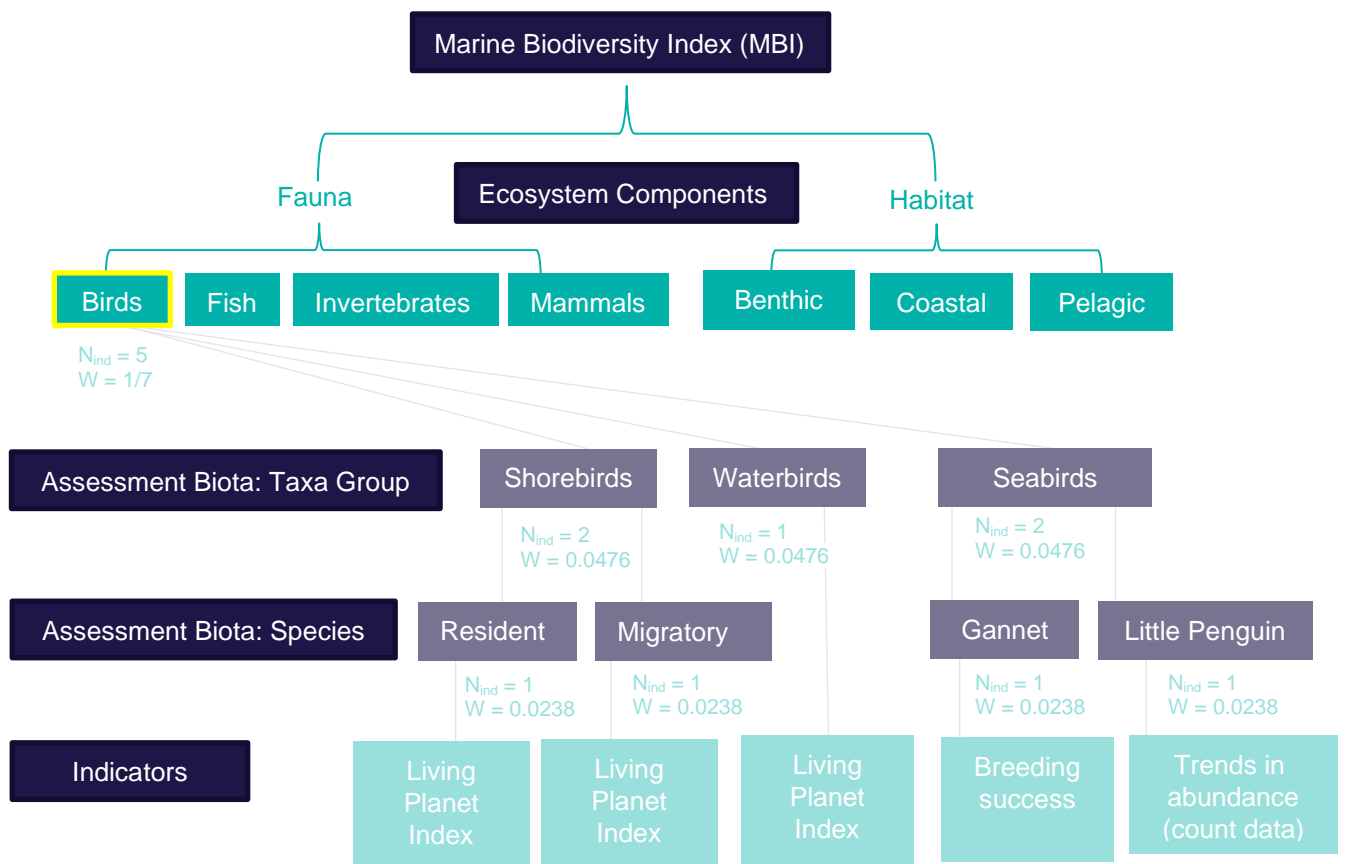 Marine Biodiversity Index (MBI)
Ecosystem Components
Fauna
Habitat
Birds
Fish
Invertebrates
Mammals
Benthic
Coastal
Pelagic
Nind = 5
W = 1/7
Assessment Biota: Taxa Group
Shorebirds
Waterbirds
Seabirds
Nind = 2
W = 0.0476
Nind = 1
W = 0.0476
Nind = 2
W = 0.0476
Assessment Biota: Species
Resident
Migratory
Gannet
Little Penguin
Nind = 1
W = 0.0238
Nind = 1
W = 0.0238
Nind = 1
W = 0.0238
Nind = 1
W = 0.0238
Indicators
Living
Planet
Index
Living
Planet
Index
Living
Planet
Index
Breeding
success
Trends in
abundance
(count data)